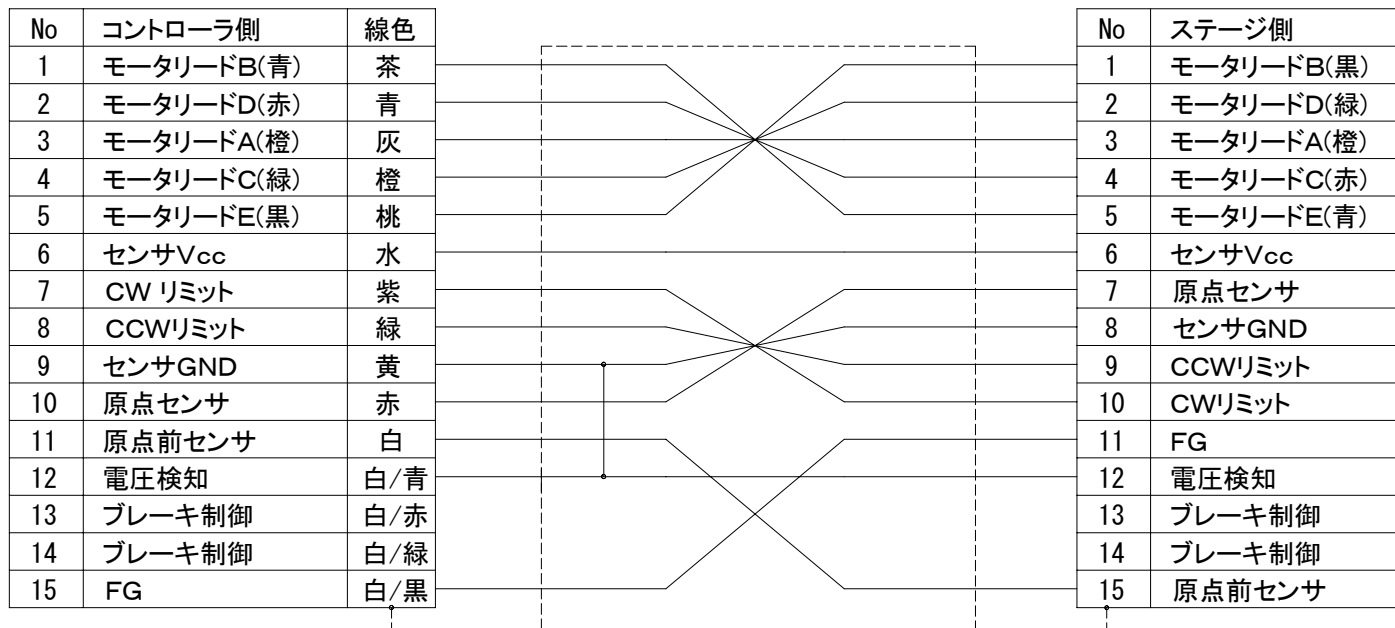 No コントローラ側 線色 No ステージ側
1 モータリードB(青) 茶 1 モータリードB(黒)
2 モータリードD(赤) 青 2 モータリードD(緑)
3 モータリードA(橙) 灰 3 モータリードA(橙)
4 モータリードC(緑) 橙 4 モータリードC(赤)
5 モータリードE(黒) 桃 5 モータリードE(青)
6 センサVcc 水 6 センサVcc
7 CW リミット 紫 7 原点センサ
8 CCWリミット 緑 8 センサGND
9 センサGND 黄 9 CCWリミット
10 原点センサ 赤 10 CWリミット
11 原点前センサ 白 11 FG
12 電圧検知 白/青 12 電圧検知
13 ブレーキ制御 白/赤 13 ブレーキ制御
14 ブレーキ制御 白/緑 14 ブレーキ制御
15 FG 白/黒 15 原点前センサ